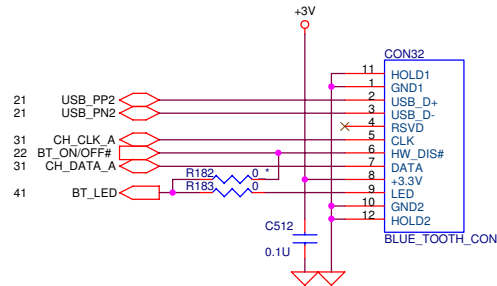 +3V
CON32
11 HOLD1
1 GND1
21 USB_PP2 2 USB_D+
21 USB_PN2 3 USB_D-
4 RSVD
31 CH_CLK_A 5 CLK
22 BT_ON/OFF# 6 HW_DIS#
31 CH_DATA_A 7 DATA
R182 0 * 8 +3.3V
41 BT_LED R183 0 9 LED
10 GND2
12 HOLD2
C512
0.1U
BLUE_TOOTH_CON